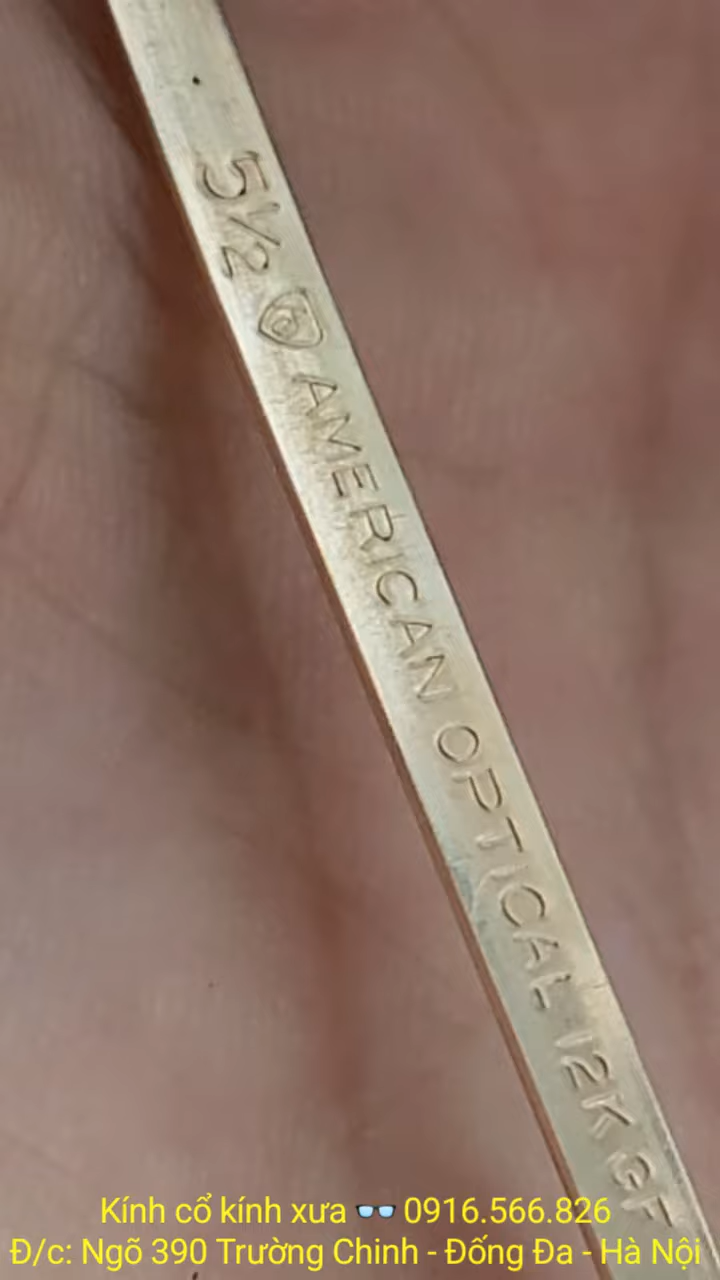 5½ AMERICAN OPTICAL 12K GF
Kính cổ kính xưa 👓 0916.566.826
Đ/c: Ngõ 390 Trường Chinh - Đống Đa - Hà Nội